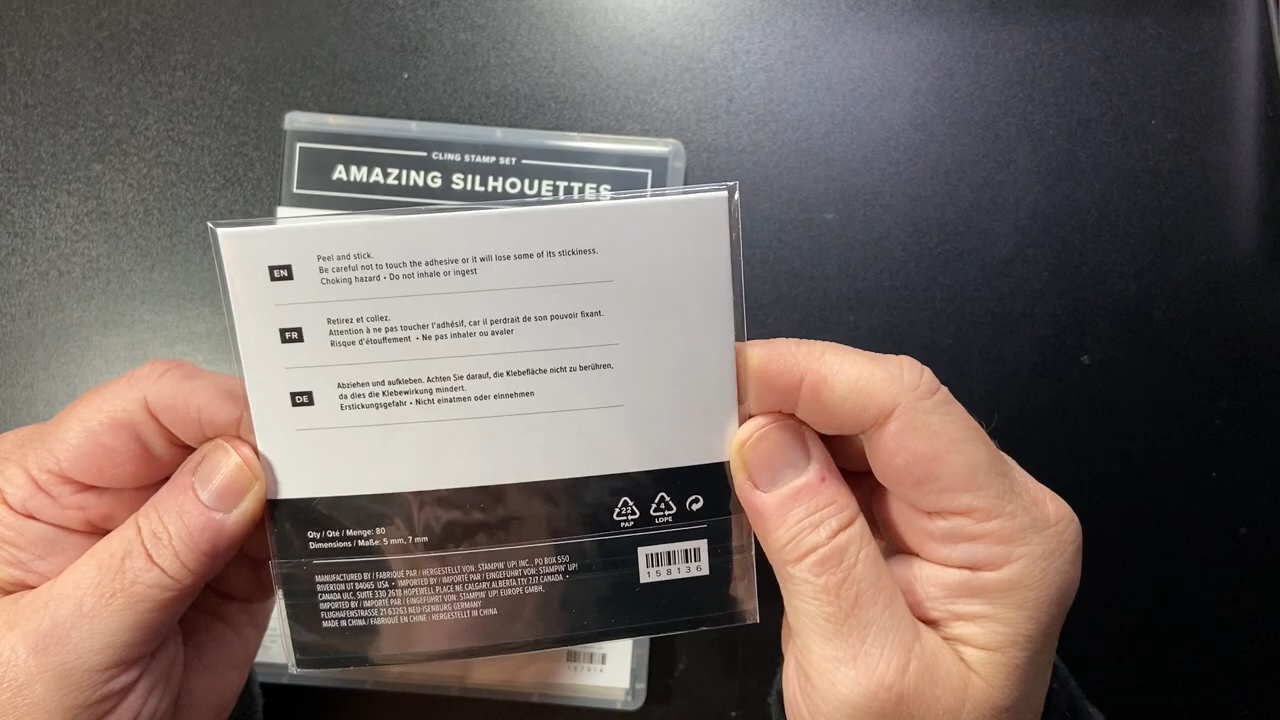 CLING STAMP SET
AMAZING SILHOUETTES
EN
Peel and stick.
Be careful not to touch the adhesive or it will lose some of its stickiness.
Choking hazard • Do not inhale or ingest
FR
Retirez et collez.
Attention à ne pas toucher l'adhésif, car il perdrait de son pouvoir fixant.
Risque d'étouffement • Ne pas inhaler ou avaler
DE
Abziehen und aufkleben. Achten Sie darauf, die Klebefläche nicht zu berühren,
da dies die Klebewirkung mindert.
Erstickungsgefahr • Nicht einatmen oder einnehmen
22
PAP
4
LDPE
Qty / Qté / Menge: 80
Dimensions / Maße: 5 mm, 7 mm
MANUFACTURED BY / FABRIQUÉ PAR / HERGESTELLT VON: STAMPIN' UP! INC., PO BOX 550
RIVERTON UT 84065 USA • IMPORTED BY / IMPORTÉ PAR / EINGEFÜHRT VON: STAMPIN' UP!
CANADA ULC, SUITE 330 2618 HOPEWELL PLACE NE CALGARY ALBERTA T1Y 7J7 CANADA •
IMPORTED BY / IMPORTÉ PAR / EINGEFÜHRT VON: STAMPIN' UP! EUROPE GMBH,
FLUGHAFENSTRASSE 21 63263 NEU-ISENBURG GERMANY
MADE IN CHINA / FABRIQUÉ EN CHINE / HERGESTELLT IN CHINA
158136